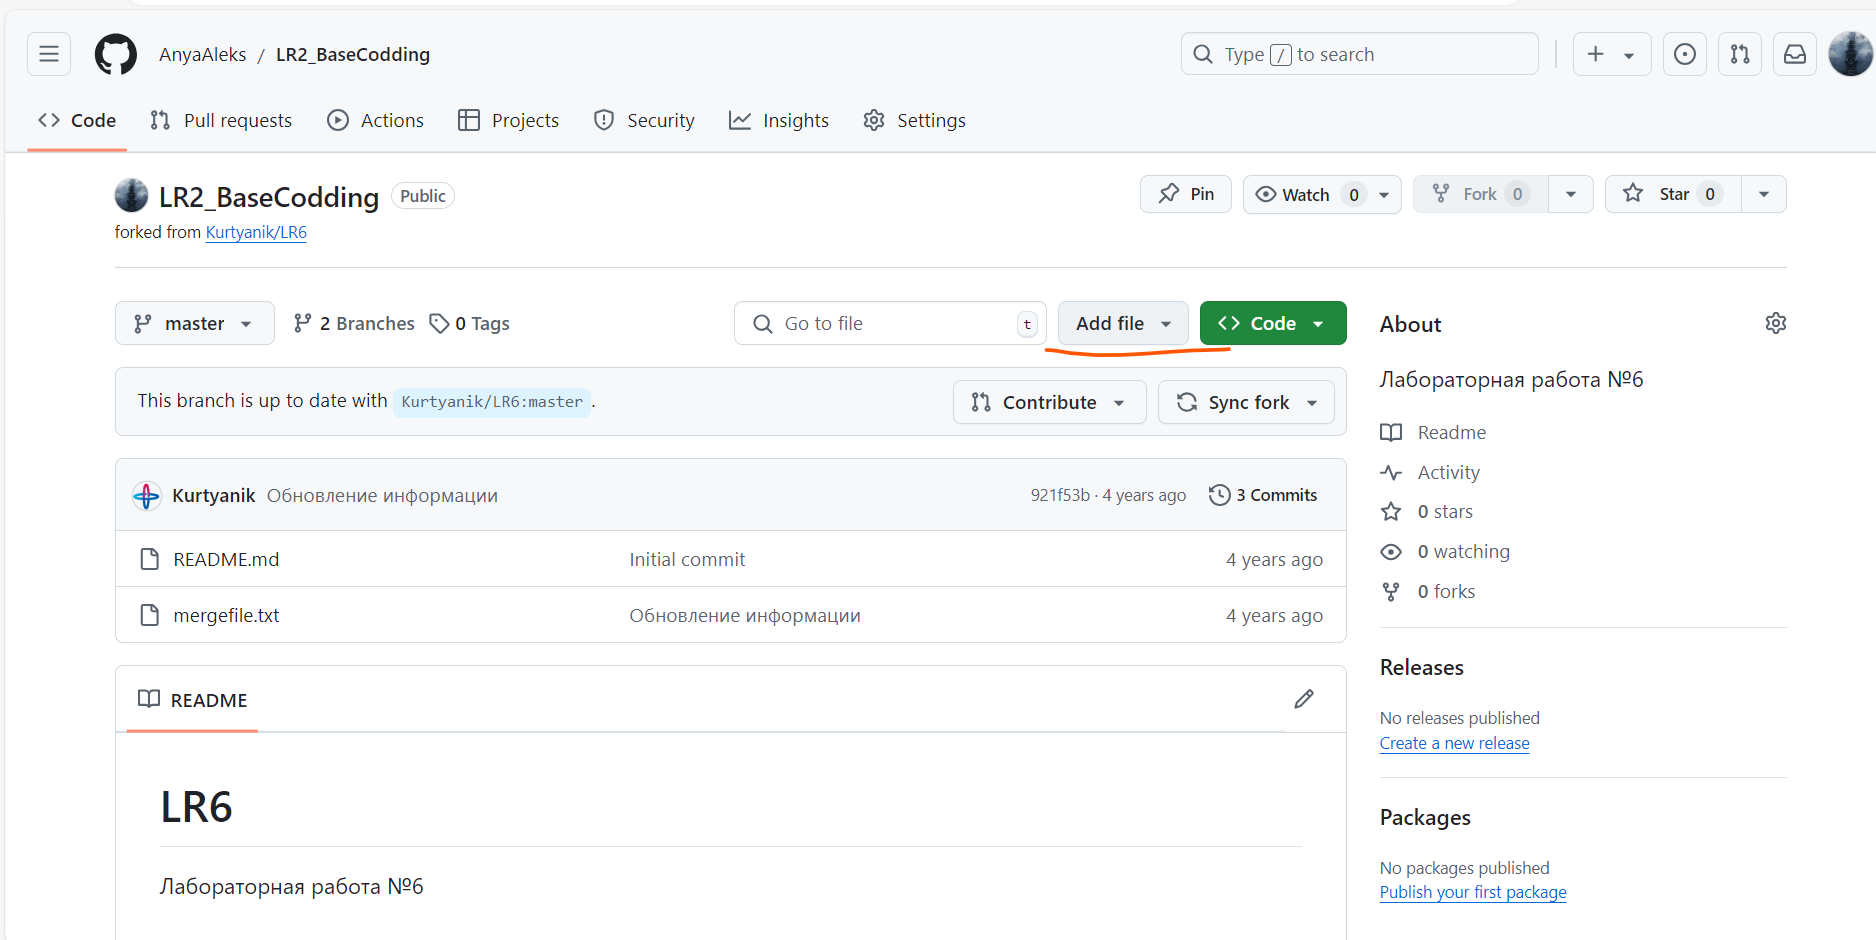 AnyaAleks / LR2_BaseCodding
Type / to search
Code Pull requests Actions Projects Security Insights Settings
LR2_BaseCodding Public
Pin Watch 0 Fork 0 Star 0
forked from Kurtyanik/LR6
master 2 Branches 0 Tags
Go to file t
Add file Code
This branch is up to date with Kurtyanik/LR6:master .
Contribute Sync fork
Kurtyanik Обновление информации 921f53b · 4 years ago 3 Commits
README.md Initial commit 4 years ago
mergefile.txt Обновление информации 4 years ago
README
LR6
Лабораторная работа №6
About
Лабораторная работа №6
Readme
Activity
0 stars
0 watching
0 forks
Releases
No releases published
Create a new release
Packages
No packages published
Publish your first package